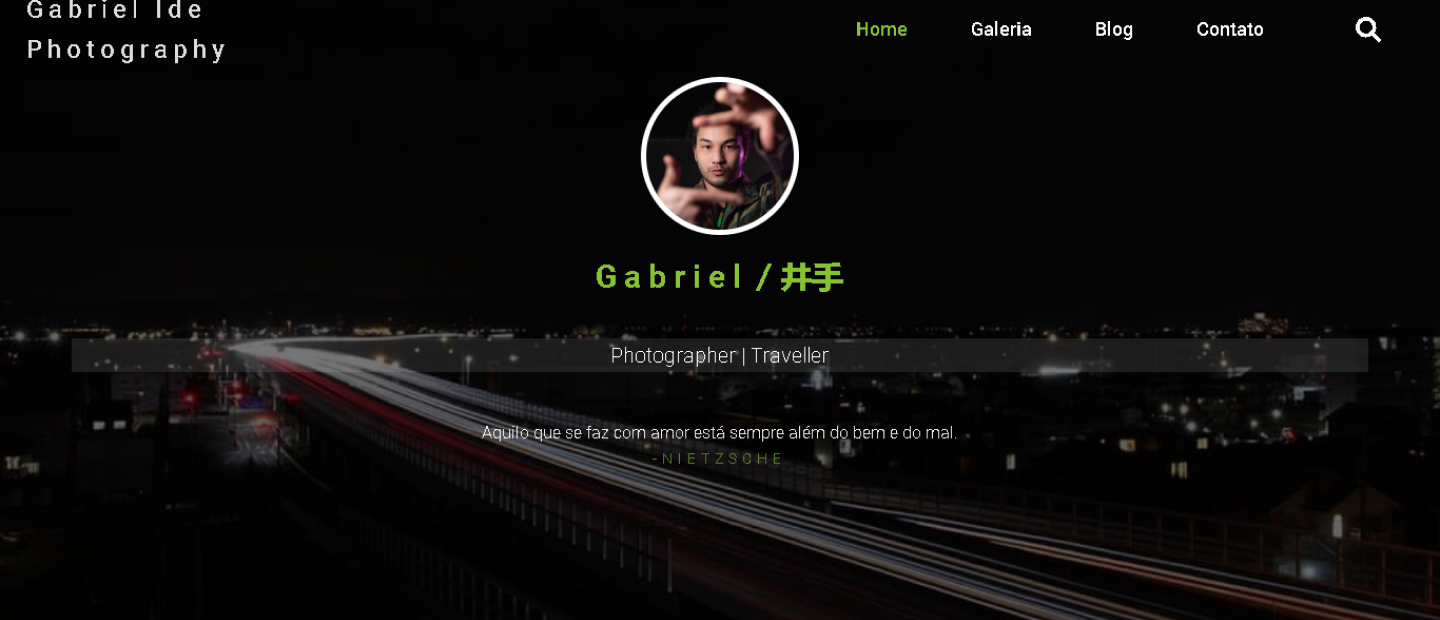 Gabriel Ide
Photography
Home
Galeria
Blog
Contato
Gabriel / 井手
Photographer | Traveller
Aquilo que se faz com amor está sempre além do bem e do mal.
-NIETZSCHE